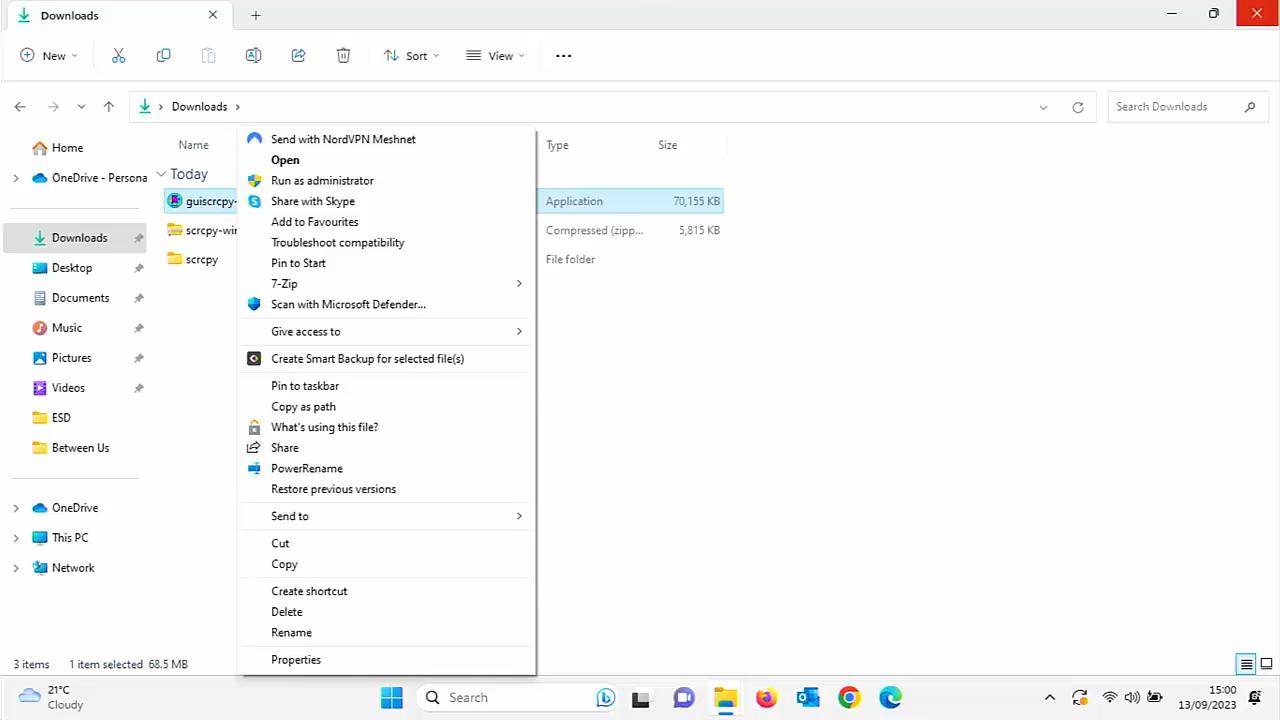 Downloads
New
Sort
View
Downloads
Search Downloads
Name
Type
Size
Home
OneDrive - Persona
Downloads
Desktop
Documents
Music
Pictures
Videos
ESD
Between Us
OneDrive
This PC
Network
Today
guiscrcpy-
Application
70,155 KB
scrcpy-win
Compressed (zipp...
5,815 KB
scrcpy
File folder
Send with NordVPN Meshnet
Open
Run as administrator
Share with Skype
Add to Favourites
Troubleshoot compatibility
Pin to Start
7-Zip
Scan with Microsoft Defender...
Give access to
Create Smart Backup for selected file(s)
Pin to taskbar
Copy as path
What's using this file?
Share
PowerRename
Restore previous versions
Send to
Cut
Copy
Create shortcut
Delete
Rename
Properties
3 items
1 item selected 68.5 MB
21°C
Cloudy
Search
15:00
13/09/2023